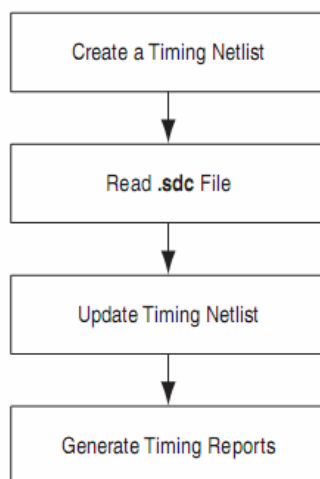 Create a Timing Netlist
Read .sdc File
Update Timing Netlist
Generate Timing Reports